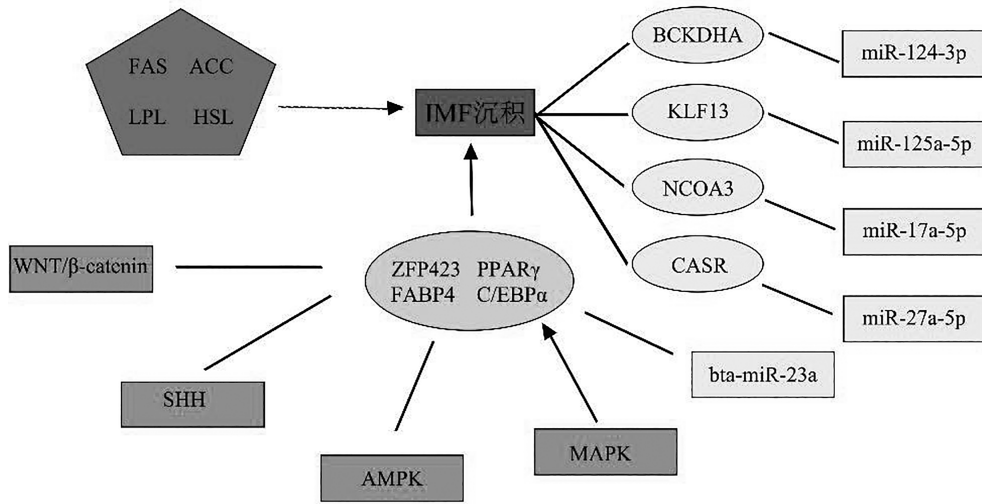 FAS ACC
LPL HSL
IMF沉积
BCKDHA
miR-124-3p
KLF13
miR-125a-5p
NCOA3
miR-17a-5p
CASR
miR-27a-5p
WNT/β-catenin
ZFP423 PPARγ
FABP4 C/EBPα
bta-miR-23a
SHH
AMPK
MAPK